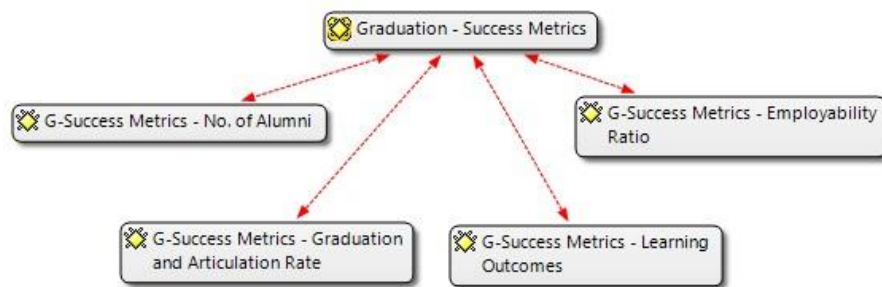 Graduation - Success Metrics
G-Success Metrics - No. of Alumni
G-Success Metrics - Employability
Ratio
G-Success Metrics - Graduation
and Articulation Rate
G-Success Metrics - Learning
Outcomes